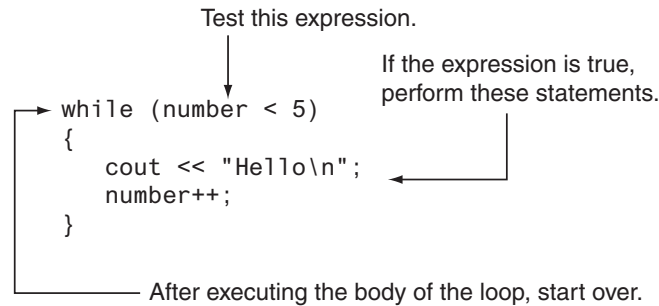 Test this expression.
If the expression is true,
perform these statements.
while (number < 5)
{
cout << "Hello\n";
number++;
}
After executing the body of the loop, start over.